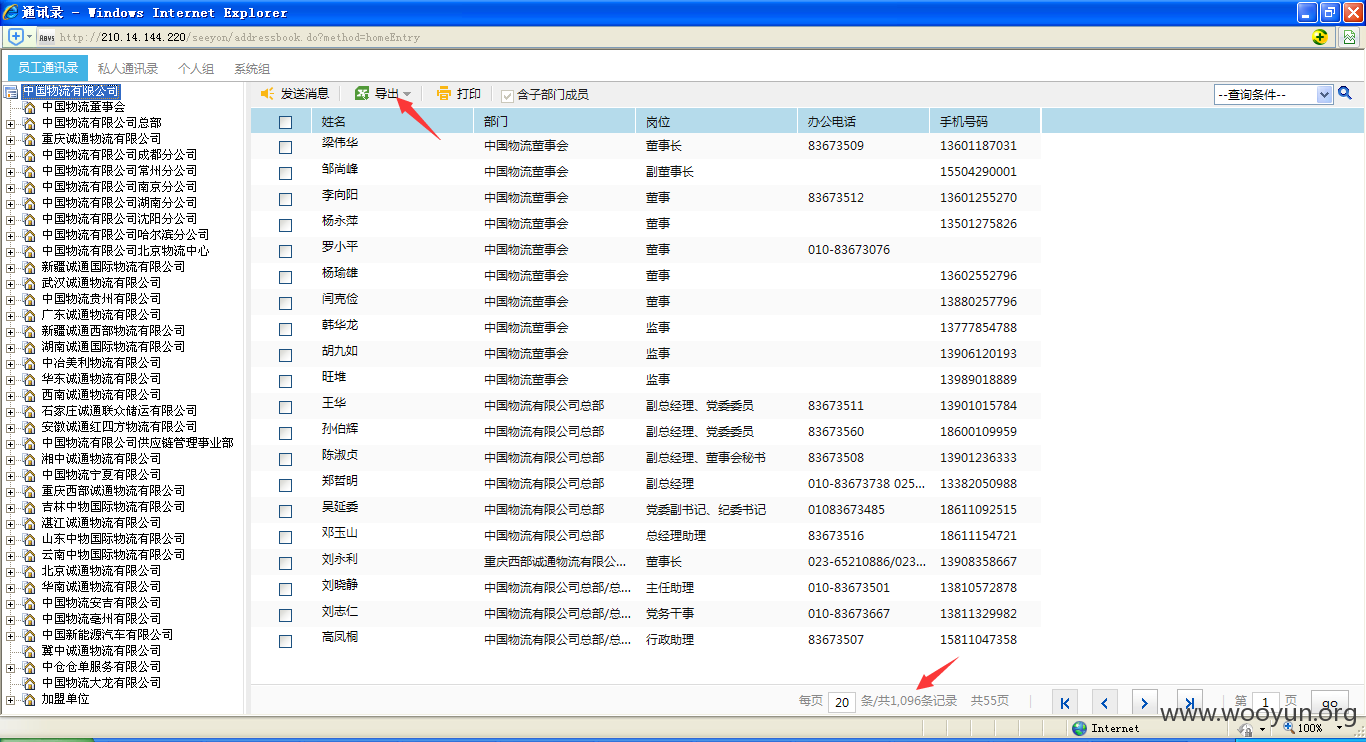 通讯录 - Windows Internet Explorer
http://210.14.144.220/seeyon/addressbook.do?method=homeEntry
员工通讯录 私人通讯录 个人组 系统组
发送消息 导出 打印 含子部门成员 --查询条件--
中国物流有限公司
中国物流董事会
中国物流有限公司总部
重庆诚通物流有限公司
中国物流有限公司成都分公司
中国物流有限公司常州分公司
中国物流有限公司南京分公司
中国物流有限公司湖南分公司
中国物流有限公司沈阳分公司
中国物流有限公司哈尔滨分公司
中国物流有限公司北京物流中心
新疆诚通国际物流有限公司
武汉诚通物流有限公司
中国物流贵州有限公司
广东诚通物流有限公司
新疆诚通西部物流有限公司
湖南诚通国际物流有限公司
中冶美利物流有限公司
华东诚通物流有限公司
西南诚通物流有限公司
石家庄诚通联众储运有限公司
安徽诚通红四方物流有限公司
中国物流有限公司供应链管理事业部
湘中诚通物流有限公司
中国物流宁夏有限公司
重庆西部诚通物流有限公司
吉林中物国际物流有限公司
湛江诚通物流有限公司
山东中物国际物流有限公司
云南中物国际物流有限公司
北京诚通物流有限公司
华南诚通物流有限公司
中国物流安吉有限公司
中国物流亳州有限公司
中国新能源汽车有限公司
冀中诚通物流有限公司
中仓仓单服务有限公司
中国物流大龙有限公司
加盟单位
姓名 部门 岗位 办公电话 手机号码
梁伟华 中国物流董事会 董事长 83673509 13601187031
邹尚峰 中国物流董事会 副董事长 15504290001
李向阳 中国物流董事会 董事 83673512 13601255270
杨永萍 中国物流董事会 董事 13501275826
罗小平 中国物流董事会 董事 010-83673076
杨瑜雄 中国物流董事会 董事 13602552796
闫克俭 中国物流董事会 董事 13880257796
韩华龙 中国物流董事会 监事 13777854788
胡九如 中国物流董事会 监事 13906120193
旺堆 中国物流董事会 监事 13989018889
王华 中国物流有限公司总部 副总经理、党委委员 83673511 13901015784
孙伯辉 中国物流有限公司总部 副总经理、党委委员 83673560 18600109959
陈淑贞 中国物流有限公司总部 副总经理、董事会秘书 83673508 13901236333
郑哲明 中国物流有限公司总部 副总经理 010-83673738 025... 13382050988
吴延委 中国物流有限公司总部 党委副书记、纪委书记 01083673485 18611092515
邓玉山 中国物流有限公司总部 总经理助理 83673516 18611154721
刘永利 重庆西部诚通物流有限公... 董事长 023-65210886/023... 13908358667
刘晓静 中国物流有限公司总部/总... 主任助理 010-83673501 13810572878
刘志仁 中国物流有限公司总部/总... 党务干事 010-83673667 13811329982
高凤桐 中国物流有限公司总部/总... 行政助理 83673507 15811047358
每页 20 条/共1,096条记录 共55页 第 1 页 go
www.wooyun.org
Internet 100%